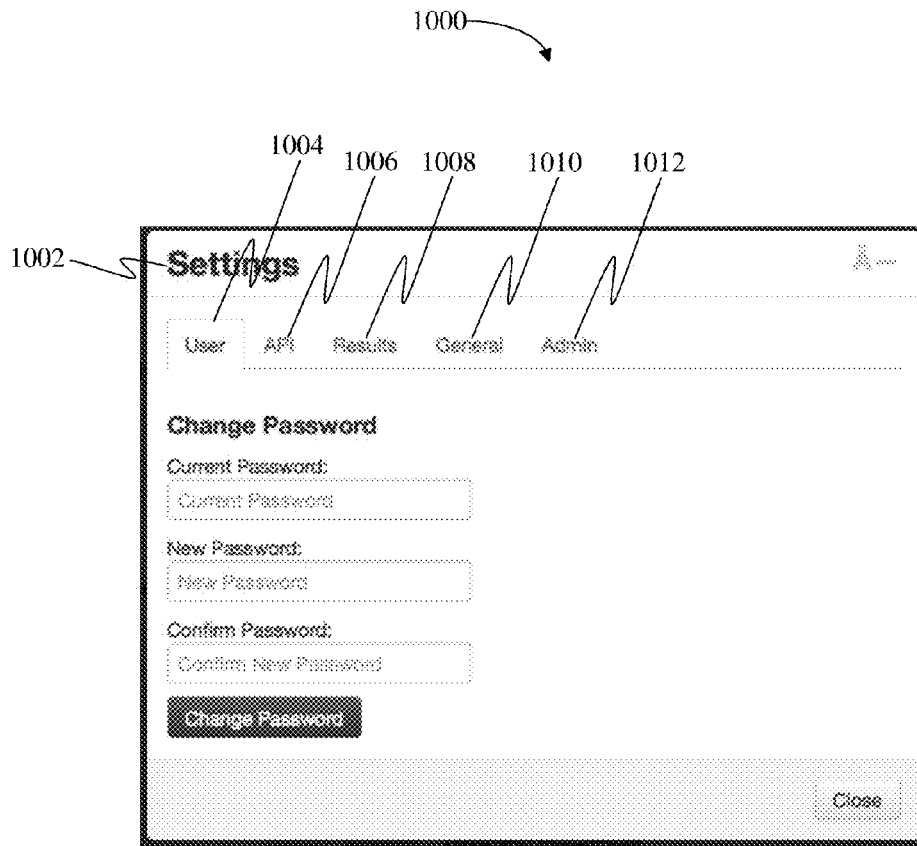 1000
1004 1006 1008 1010 1012
1002 Settings
User API Results General Admin
Change Password
Current Password:
Current Password
New Password:
New Password
Confirm Password:
Confirm New Password
Change Password
Close